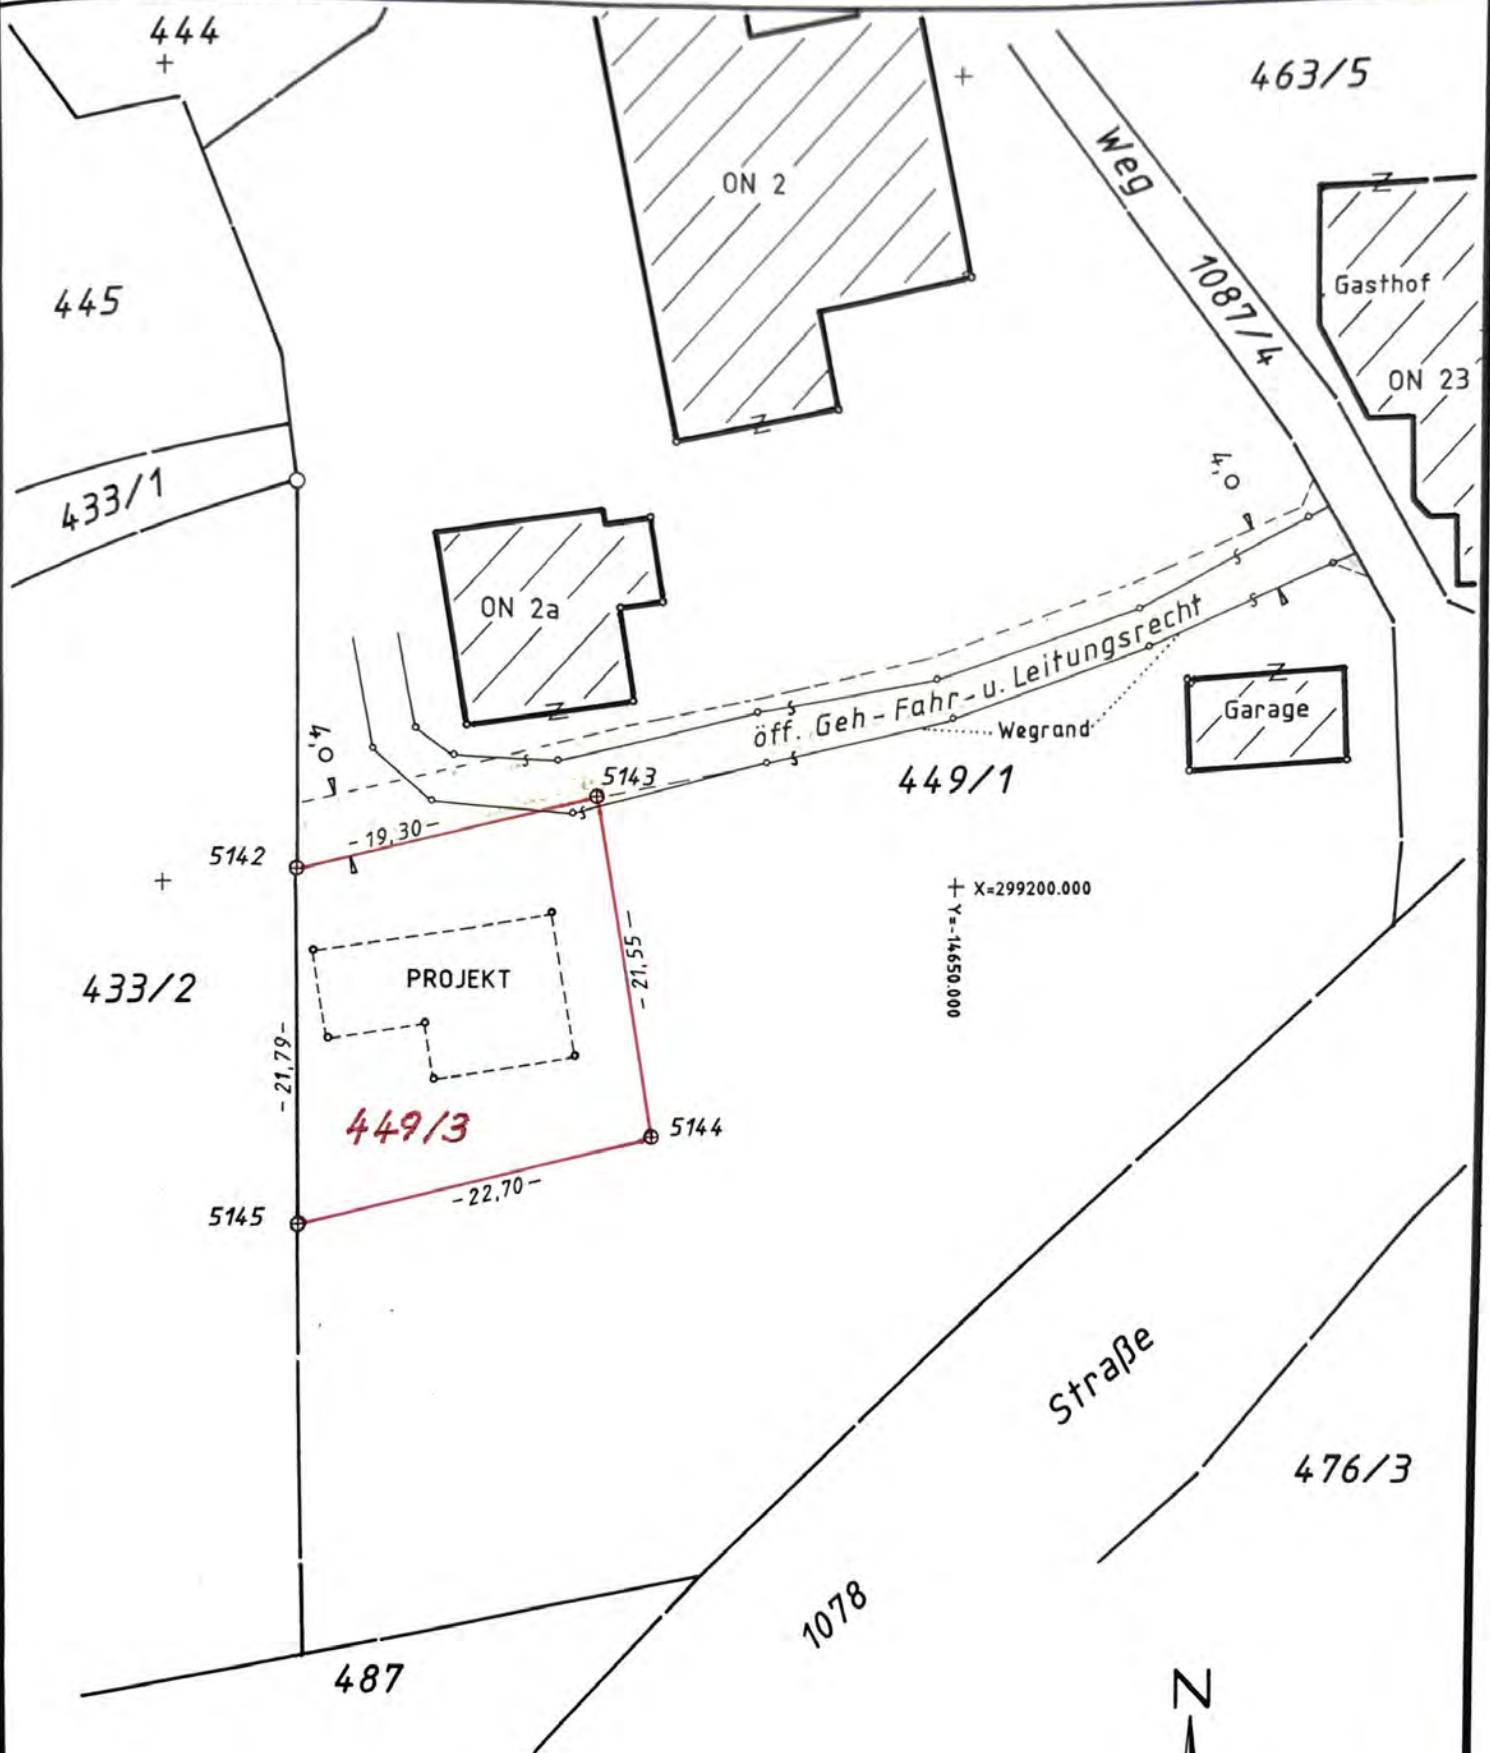 444
463/5
Weg
ON 2
1087/4
Gasthof
445
ON 23
433/1
4,0
ON 2a
öff. Geh-Fahr-u. Leitungsrecht
Garage
Wegrand
4,0
5143
449/1
-19,30-
5142
X=299200.000
Y=-14650.000
-21,55-
PROJEKT
433/2
-21,79-
449/3
5144
-22,70-
5145
Straße
476/3
1078
487
N